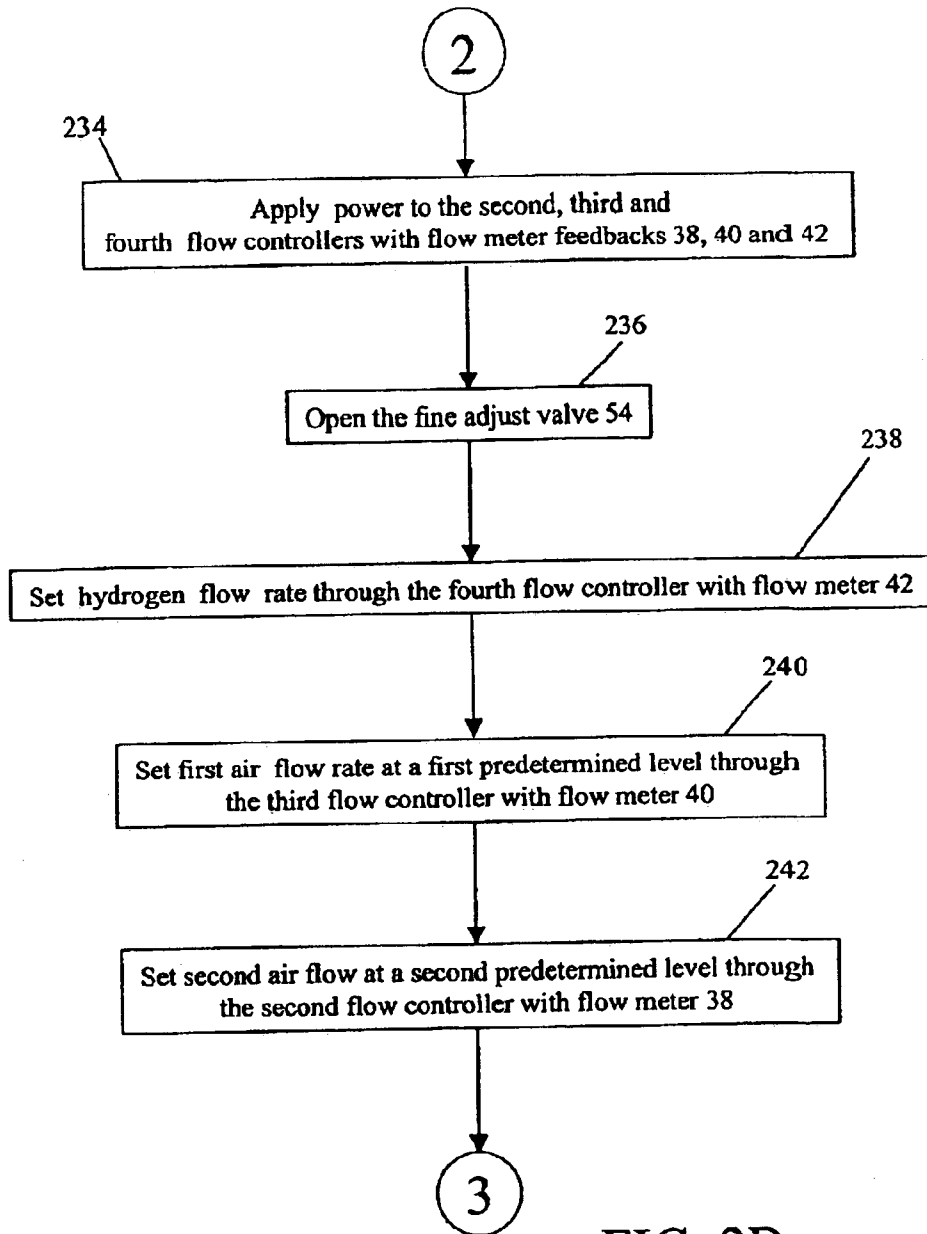 2
234
Apply power to the second, third and
fourth flow controllers with flow meter feedbacks 38, 40 and 42
236
Open the fine adjust valve 54
238
Set hydrogen flow rate through the fourth flow controller with flow meter 42
240
Set first air flow rate at a first predetermined level through
the third flow controller with flow meter 40
242
Set second air flow at a second predetermined level through
the second flow controller with flow meter 38
3